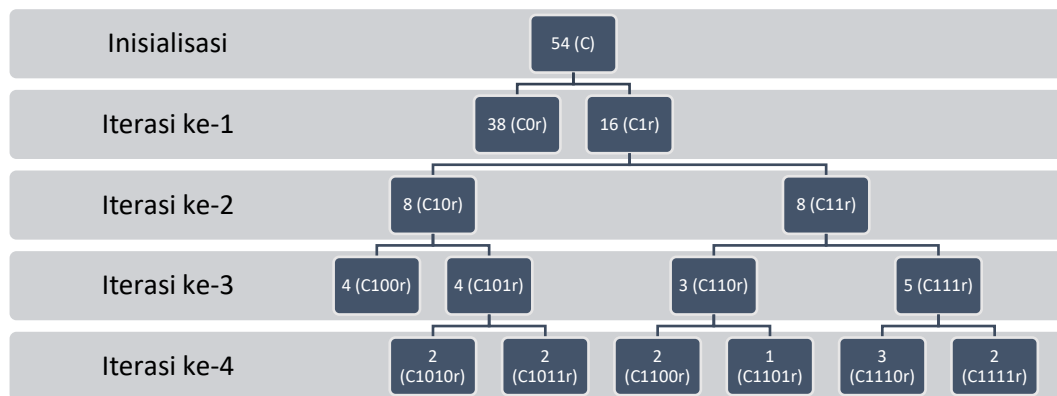 Inisialisasi
54 (C)
Iterasi ke-1
38 (C0r)
16 (C1r)
Iterasi ke-2
8 (C10r)
8 (C11r)
Iterasi ke-3
4 (C100r)
4 (C101r)
3 (C110r)
5 (C111r)
Iterasi ke-4
2
(C1010r)
2
(C1011r)
2
(C1100r)
1
(C1101r)
3
(C1110r)
2
(C1111r)